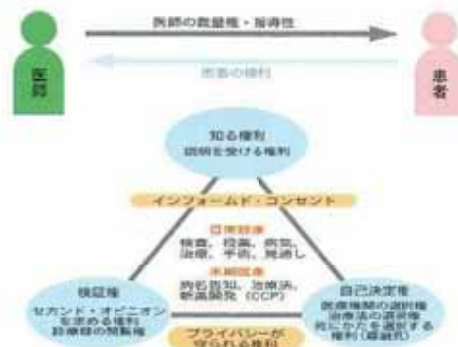 医師の裁量権・指導性
医師
患者の権利
患者
知る権利
説明を受ける権利
インフォームド・コンセント
日常診療
検査、投薬、病気、
治療、手術、見通し
末期医療
病名告知、治療法、
新薬開発 (CCP)
検証権
セカンド・オピニオン
を求める権利
診療録の閲覧権
自己決定権
医療機関の選択権
治療法の選択権
死にかたを選択する
権利
プライバシーが
守られる権利